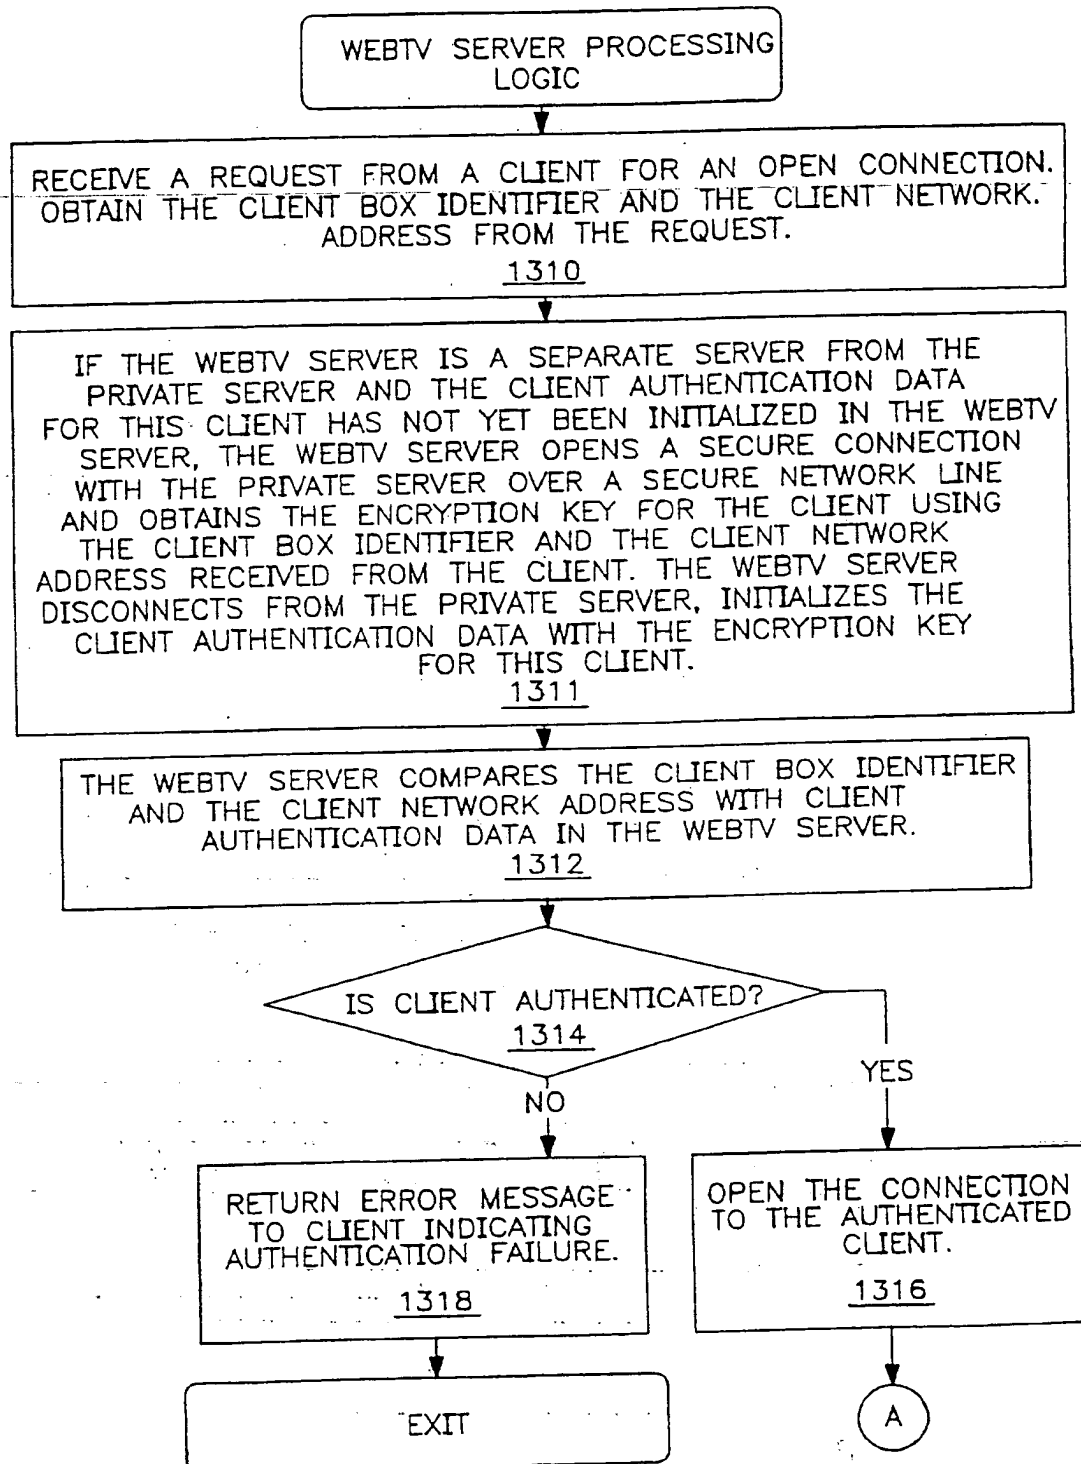 WEBTV SERVER PROCESSING
LOGIC
RECEIVE A REQUEST FROM A CLIENT FOR AN OPEN CONNECTION.
OBTAIN THE CLIENT BOX IDENTIFIER AND THE CLIENT NETWORK.
ADDRESS FROM THE REQUEST.
1310
IF THE WEBTV SERVER IS A SEPARATE SERVER FROM THE
PRIVATE SERVER AND THE CLIENT AUTHENTICATION DATA
FOR THIS CLIENT HAS NOT YET BEEN INITIALIZED IN THE WEBTV
SERVER, THE WEBTV SERVER OPENS A SECURE CONNECTION
WITH THE PRIVATE SERVER OVER A SECURE NETWORK LINE
AND OBTAINS THE ENCRYPTION KEY FOR THE CLIENT USING
THE CLIENT BOX IDENTIFIER AND THE CLIENT NETWORK
ADDRESS RECEIVED FROM THE CLIENT. THE WEBTV SERVER
DISCONNECTS FROM THE PRIVATE SERVER, INITIALIZES THE
CLIENT AUTHENTICATION DATA WITH THE ENCRYPTION KEY
FOR THIS CLIENT.
1311
THE WEBTV SERVER COMPARES THE CLIENT BOX IDENTIFIER
AND THE CLIENT NETWORK ADDRESS WITH CLIENT
AUTHENTICATION DATA IN THE WEBTV SERVER.
1312
IS CLIENT AUTHENTICATED?
1314
YES
NO
RETURN ERROR MESSAGE
TO CLIENT INDICATING
AUTHENTICATION FAILURE.
1318
OPEN THE CONNECTION
TO THE AUTHENTICATED
CLIENT.
1316
EXIT
A